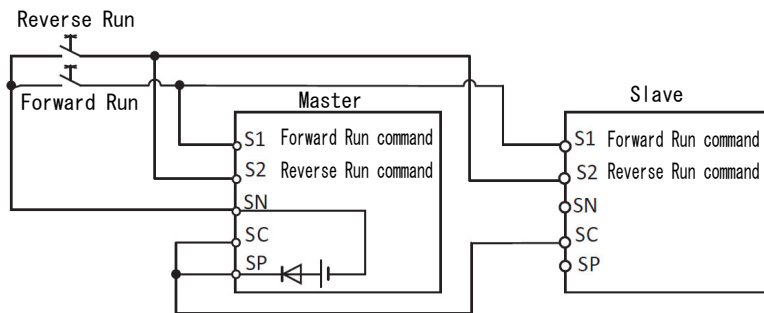 Reverse Run
Forward Run
Master
Slave
S1 Forward Run command
S2 Reverse Run command
SN
SC
SP
S1 Forward Run command
S2 Reverse Run command
SN
SC
SP